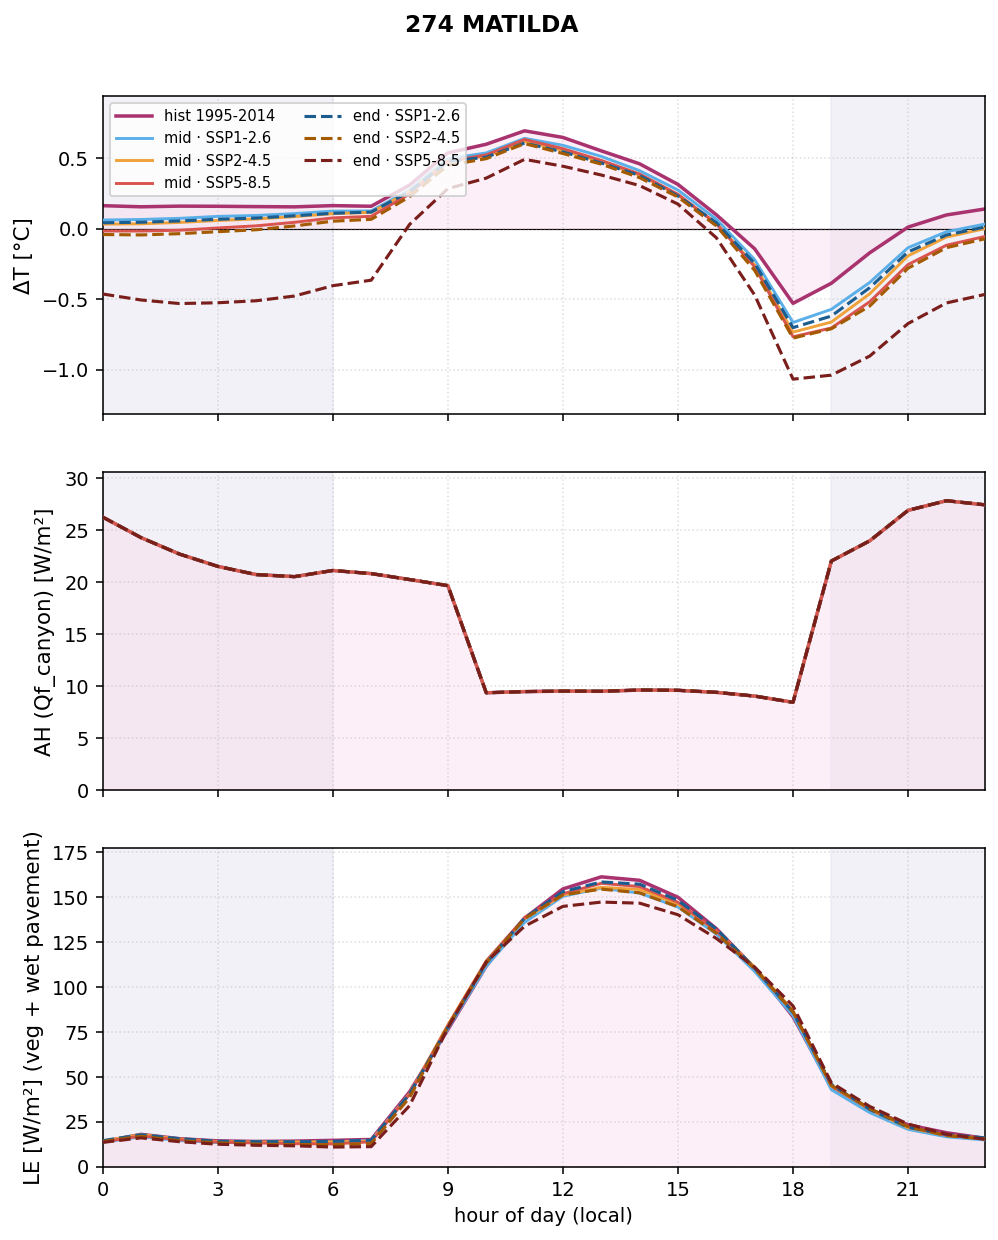 274 MATILDA
hist 1995-2014
mid · SSP1-2.6
mid · SSP2-4.5
mid · SSP5-8.5
end · SSP1-2.6
end · SSP2-4.5
end · SSP5-8.5
ΔT [°C]
0.5
0.0
−0.5
−1.0
AH (Qf_canyon) [W/m²]
30
25
20
15
10
5
0
LE [W/m²] (veg + wet pavement)
175
150
125
100
75
50
25
0
0 3 6 9 12 15 18 21
hour of day (local)